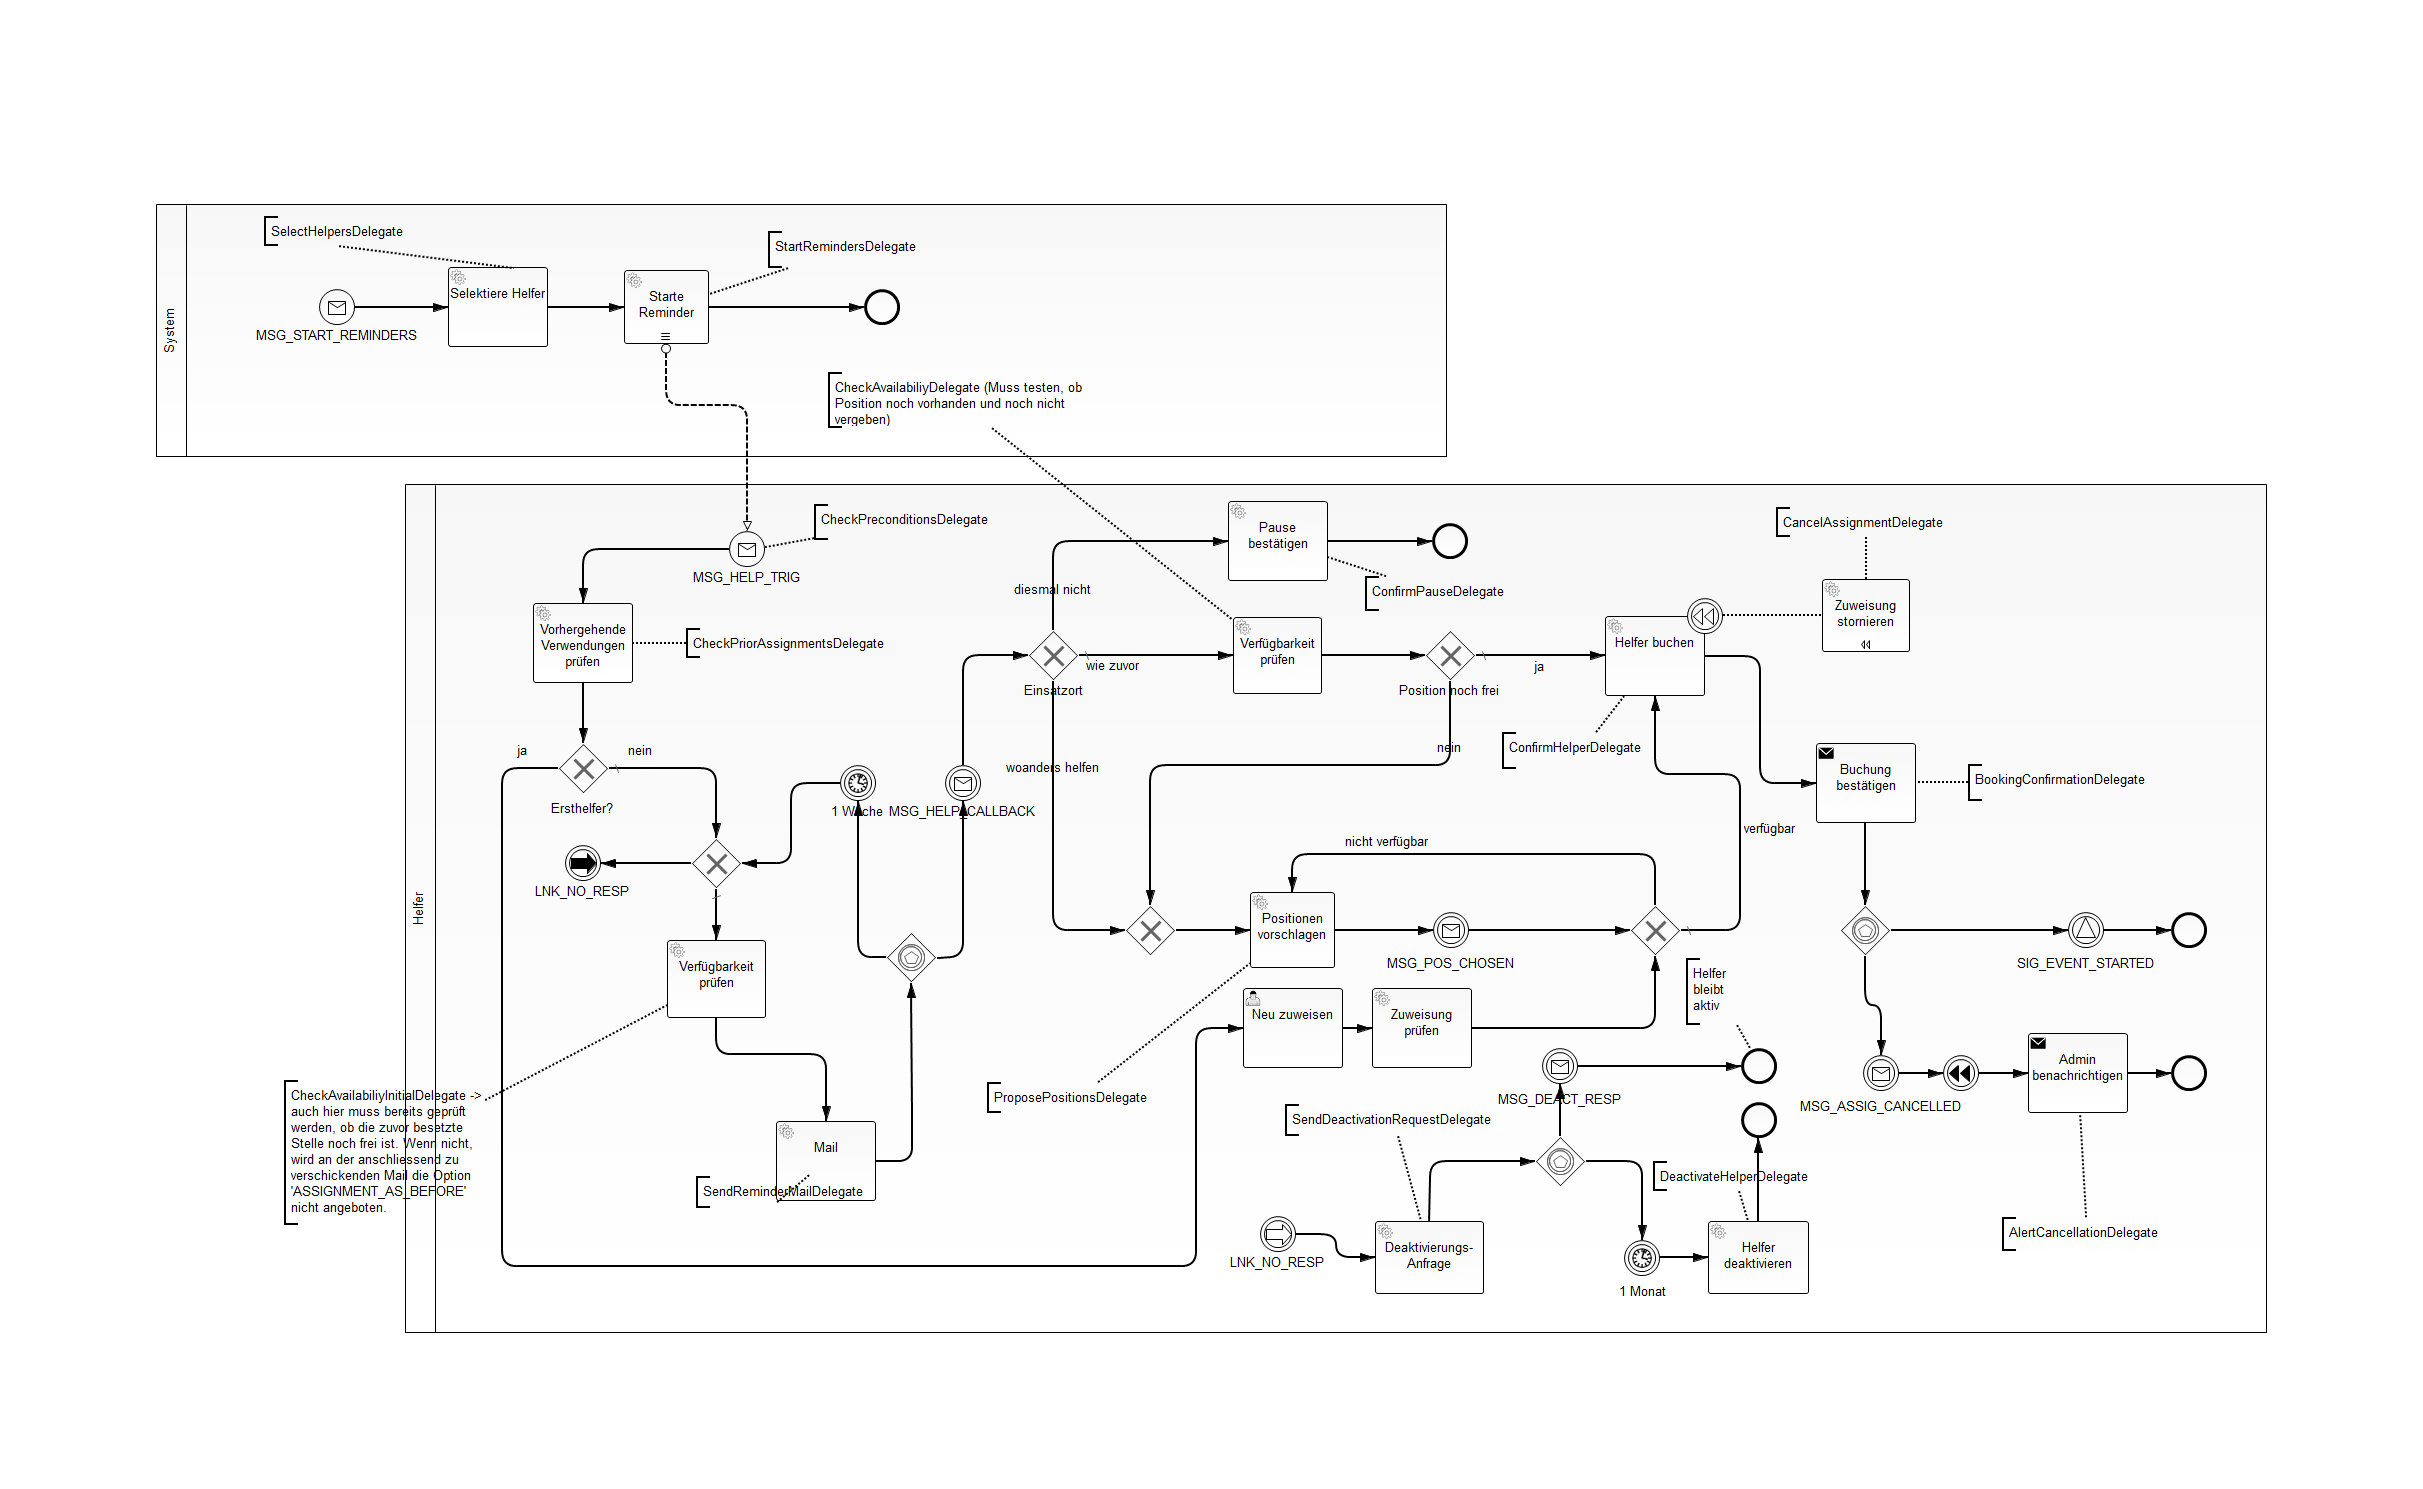 SelectHelpersDelegate
StartRemindersDelegate
Selektiere Helfer
Starte
Reminder
MSG_START_REMINDERS
System
CheckAvailabiliyDelegate (Muss testen, ob
Position noch vorhanden und noch nicht
vergeben)
CheckPreconditionsDelegate
MSG_HELP_TRIG
Vorhergehende
Verwendungen
prüfen
CheckPriorAssignmentsDelegate
ja
nein
Ersthelfer?
LNK_NO_RESP
1 Woche
MSG_HELP_CALLBACK
Helfer
Verfügbarkeit
prüfen
CheckAvailabiliyInitialDelegate ->
auch hier muss bereits geprüft
werden, ob die zuvor besetzte
Stelle noch frei ist. Wenn nicht,
wird an der anschliessend zu
verschickenden Mail die Option
'ASSIGNMENT_AS_BEFORE'
nicht angeboten.
Mail
SendReminderMailDelegate
Pause
bestätigen
ConfirmPauseDelegate
diesmal nicht
wie zuvor
Einsatzort
woanders helfen
Verfügbarkeit
prüfen
Position noch frei
ja
nein
Helfer buchen
ConfirmHelperDelegate
CancelAssignmentDelegate
Zuweisung
stornieren
Buchung
bestätigen
BookingConfirmationDelegate
verfügbar
nicht verfügbar
Positionen
vorschlagen
MSG_POS_CHOSEN
ProposePositionsDelegate
Neu zuweisen
Zuweisung
prüfen
Helfer
bleibt
aktiv
SIG_EVENT_STARTED
MSG_DEACT_RESP
MSG_ASSIG_CANCELLED
Admin
benachrichtigen
SendDeactivationRequestDelegate
DeactivateHelperDelegate
LNK_NO_RESP
Deaktivierungs-
Anfrage
1 Monat
Helfer
deaktivieren
AlertCancellationDelegate